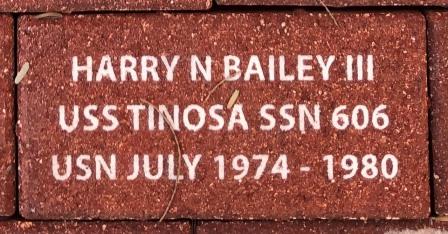 HARRY N BAILEY III
USS TINOSA SSN 606
USN JULY 1974 - 1980